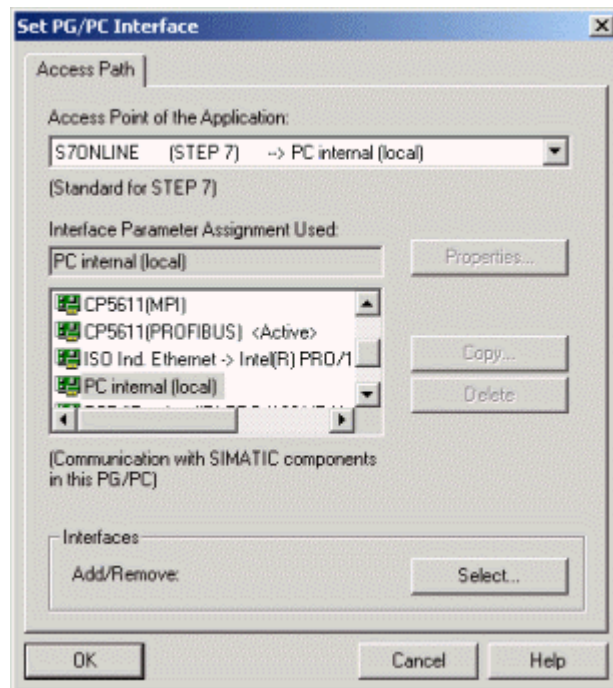 Set PG/PC Interface
Access Path
Access Point of the Application:
S7ONLINE (STEP 7) --> PC internal (local)
(Standard for STEP 7)
Interface Parameter Assignment Used:
PC internal (local)
Properties...
CP5611(MPI)
CP5611(PROFIBUS) <Active>
ISO Ind. Ethernet -> Intel(R) PRO/1
PC internal (local)
Copy...
Delete
(Communication with SIMATIC components
in this PG/PC)
Interfaces
Add/Remove:
Select...
OK
Cancel
Help